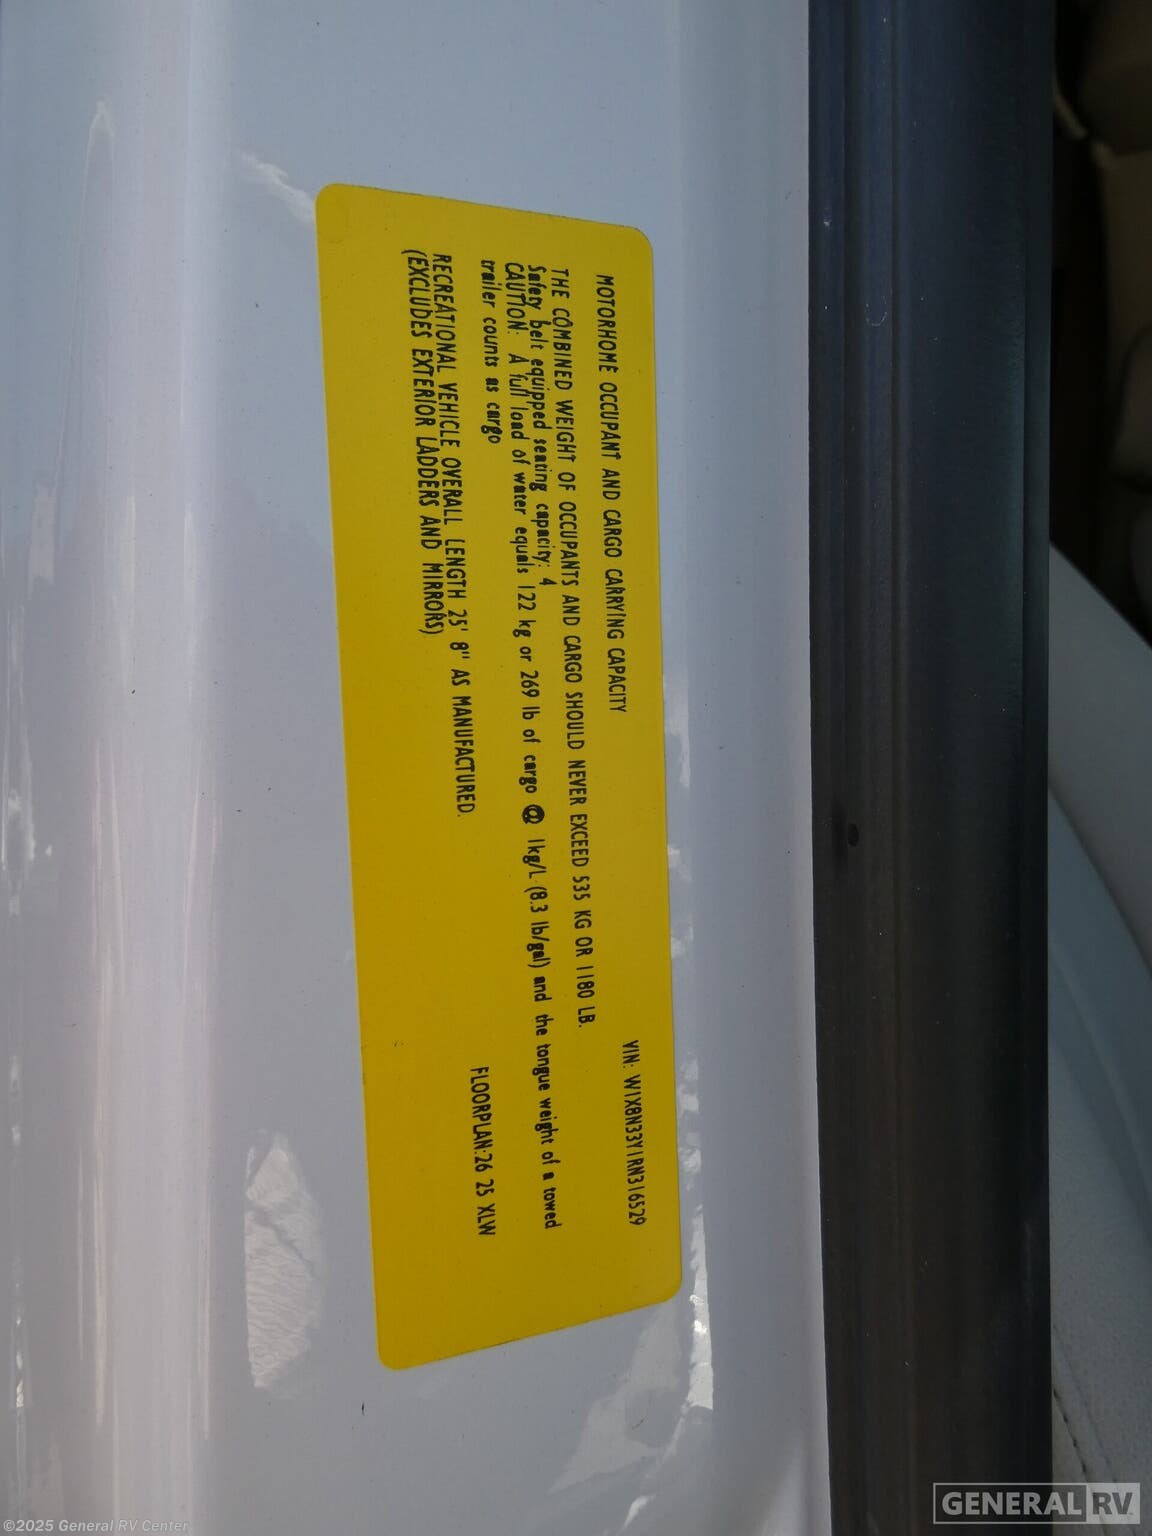 MOTORHOME OCCUPANT AND CARGO CARRYING CAPACITY
VIN: W1X8N33Y1RN316529
THE COMBINED WEIGHT OF OCCUPANTS AND CARGO SHOULD NEVER EXCEED 535 KG OR 1180 LB.
Safety belt equipped seating capacity: 4
CAUTION: A full load of water equals 122 kg or 269 lb of cargo @ 1kg/L (8.3 lb/gal) and the tongue weight of a towed
trailer counts as cargo
FLOORPLAN:26 25 XLW
RECREATIONAL VEHICLE OVERALL LENGTH 25' 8" AS MANUFACTURED.
(EXCLUDES EXTERIOR LADDERS AND MIRRORS)
©2025 General RV Center
GENERAL RV